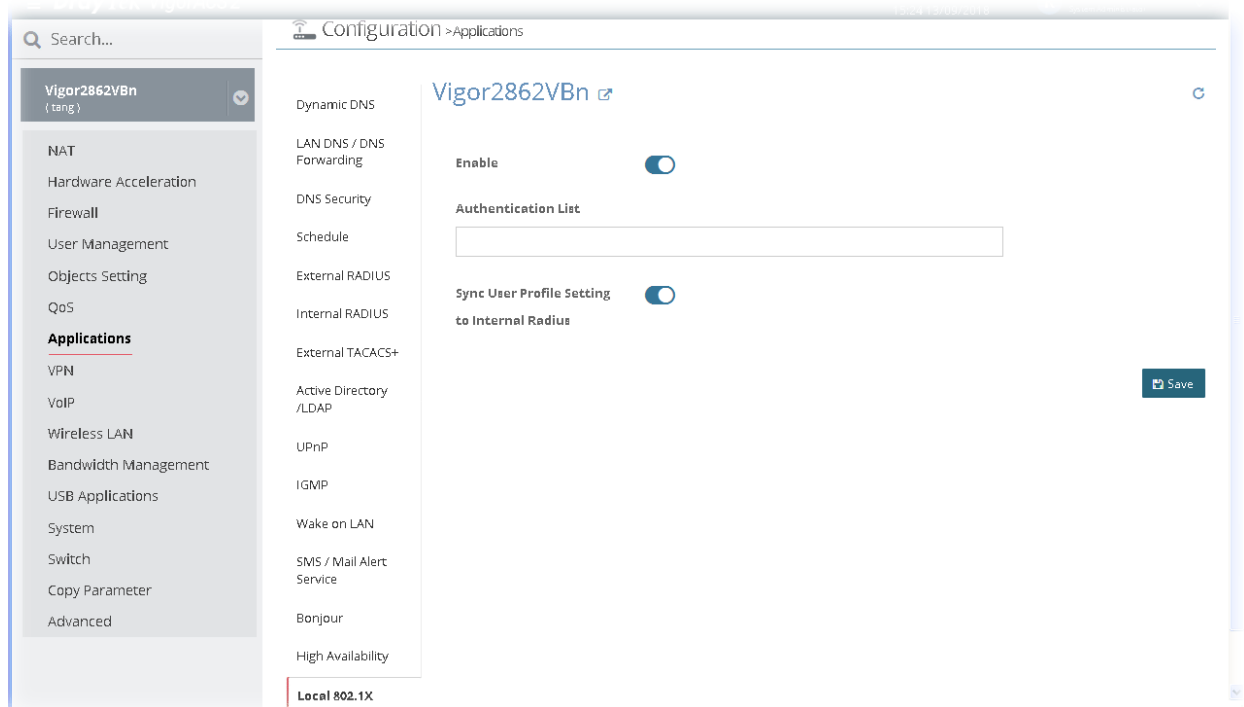 Search...
Configuration >Applications
Vigor2862VBn
( tang )
NAT
Hardware Acceleration
Firewall
User Management
Objects Setting
QoS
Applications
VPN
VoIP
Wireless LAN
Bandwidth Management
USB Applications
System
Switch
Copy Parameter
Advanced
Dynamic DNS
LAN DNS / DNS
Forwarding
DNS Security
Schedule
External RADIUS
Internal RADIUS
External TACACS+
Active Directory
/LDAP
UPnP
IGMP
Wake on LAN
SMS / Mail Alert
Service
Bonjour
High Availability
Local 802.1X
Vigor2862VBn
Enable
Authentication List
Sync User Profile Setting
to Internal Radius
Save